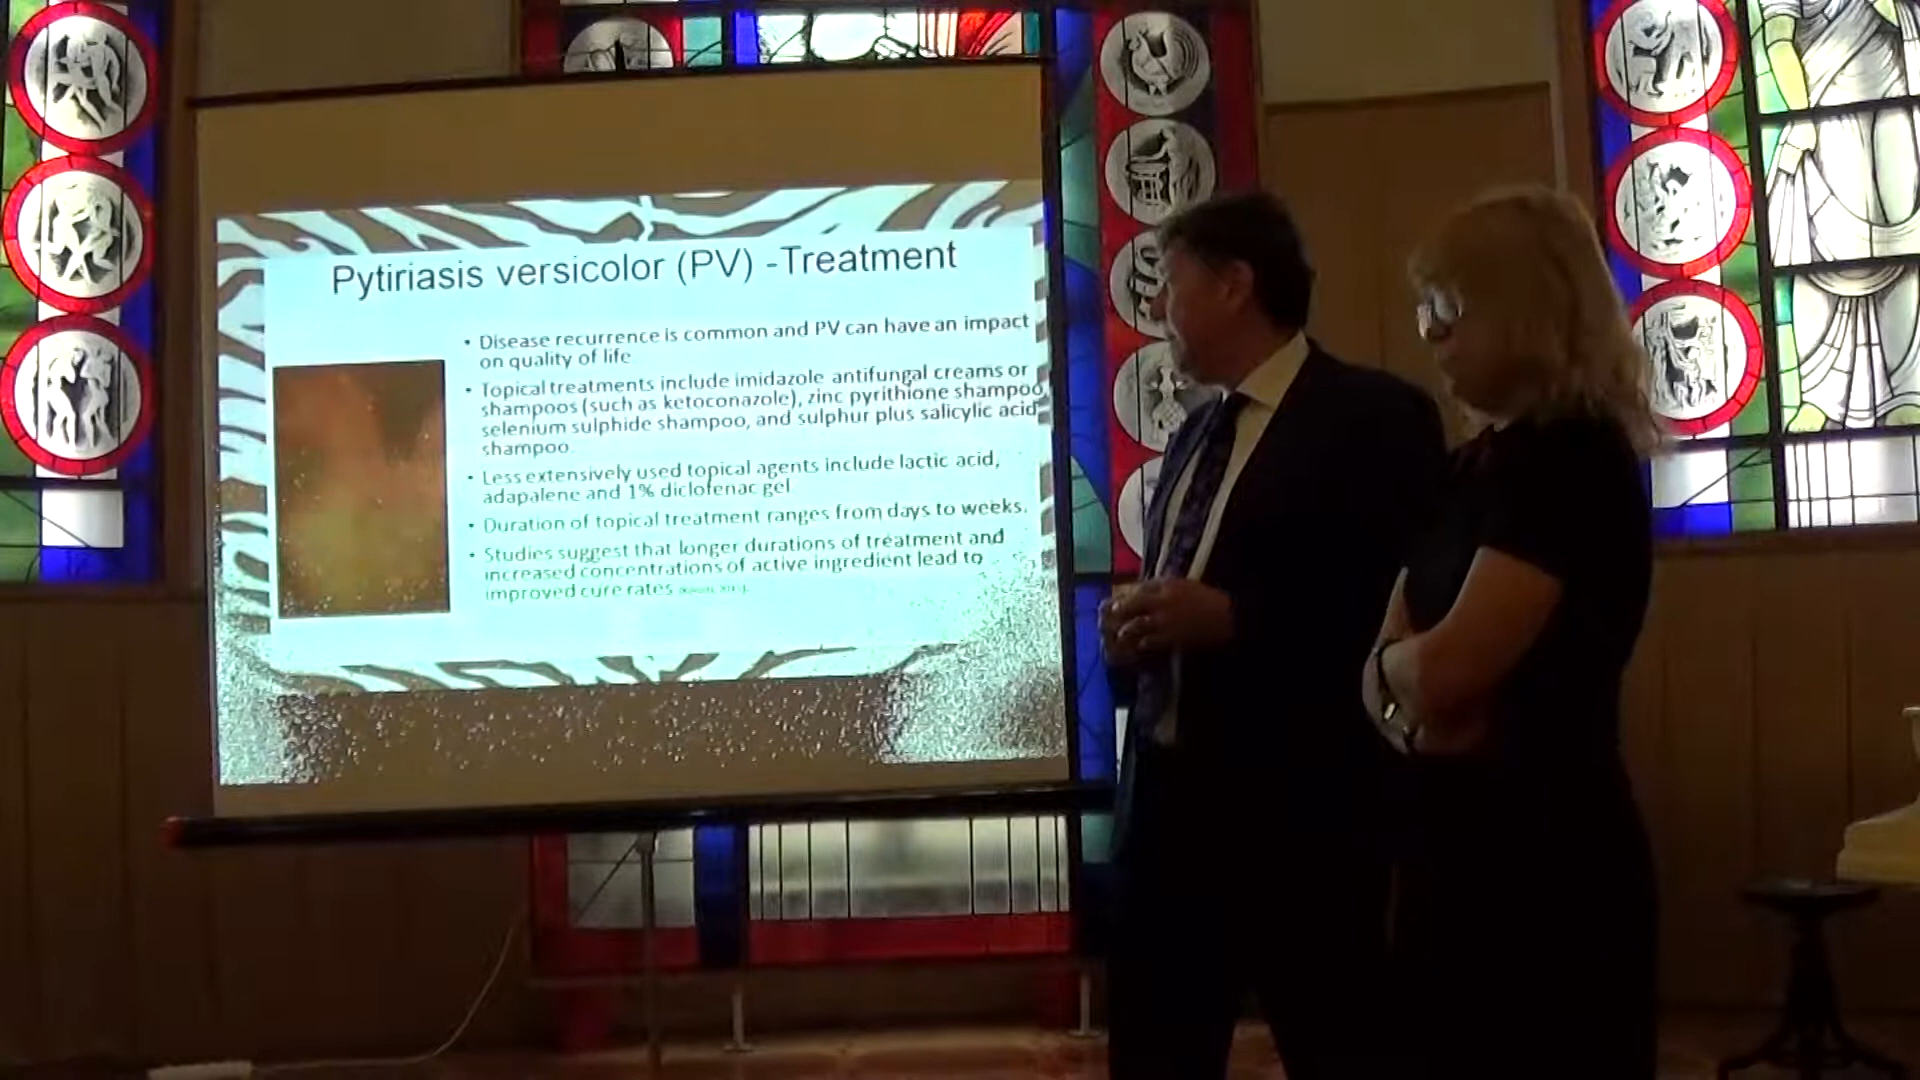 Pytiriasis versicolor (PV) -Treatment
• Disease recurrence is common and PV can have an impact
on quality of life
• Topical treatments include imidazole antifungal creams or
shampoos (such as ketoconazole), zinc pyrithione shampoo,
selenium sulphide shampoo, and sulphur plus salicylic acid
shampoo.
• Less extensively used topical agents include lactic acid,
adapalene and 1% diclofenac gel
• Duration of topical treatment ranges from days to weeks.
• Studies suggest that longer durations of treatment and
increased concentrations of active ingredient lead to
improved cure rates